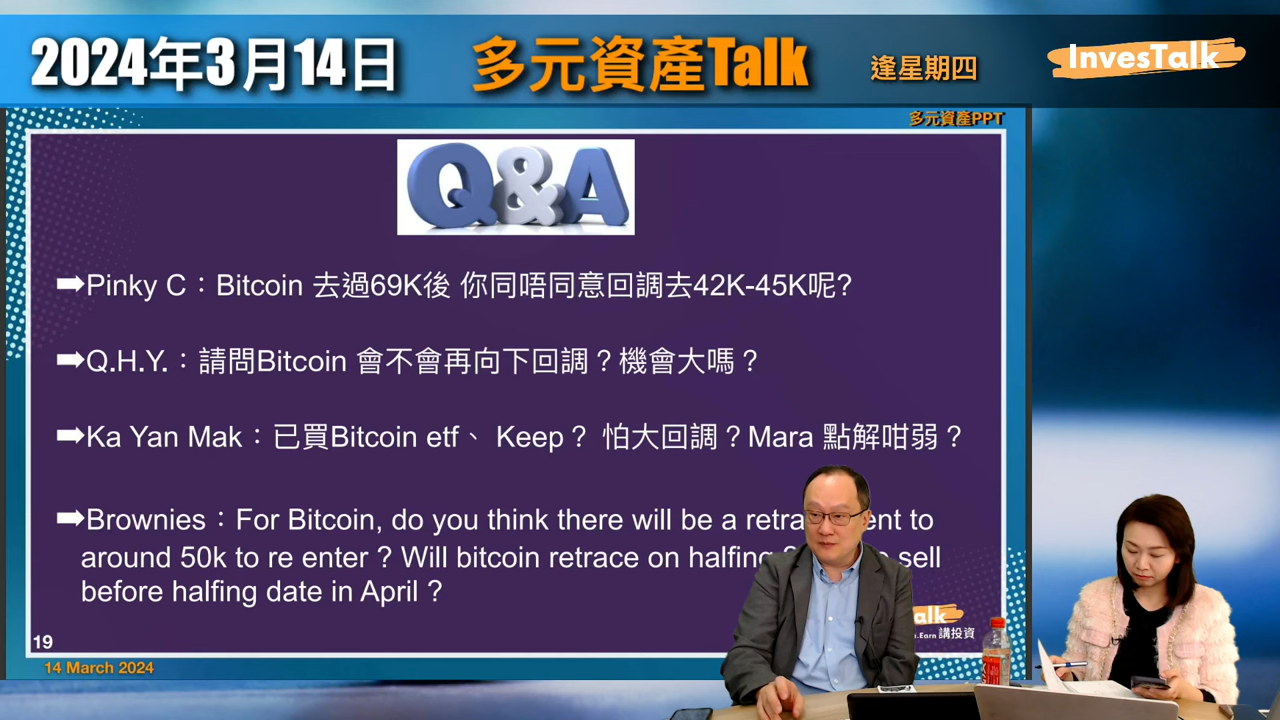 2024年3月14日
多元資產Talk
逢星期四
InvesTalk
多元資產PPT
Q&A
➡Pinky C：Bitcoin 去過69K後 你同唔同意回調去42K-45K呢?
➡Q.H.Y.：請問Bitcoin 會不會再向下回調？機會大嗎？
➡Ka Yan Mak：已買Bitcoin etf、 Keep？ 怕大回調？Mara 點解咁弱？
➡Brownies：For Bitcoin, do you think there will be a retra ent to
around 50k to re enter ? Will bitcoin retrace on halfing sell
before halfing date in April ?
alk
.Earn 講投資
19
14 March 2024